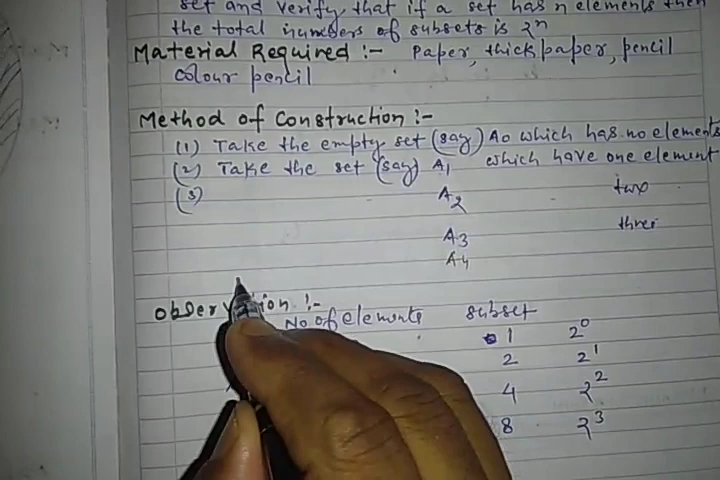 set and verify that if a set has n elements then
the total numbers of subsets is 2ⁿ
Material Required :- Paper, thick paper, pencil
colour pencil
Method of Construction :-
(1) Take the empty set (say) A0 which has no elements
(2) Take the set (say) A1 which have one element
(3) A2 two
A3 three
A4
Observation :-
No of elements subset
1 2⁰
2 2¹
4 2²
8 2³